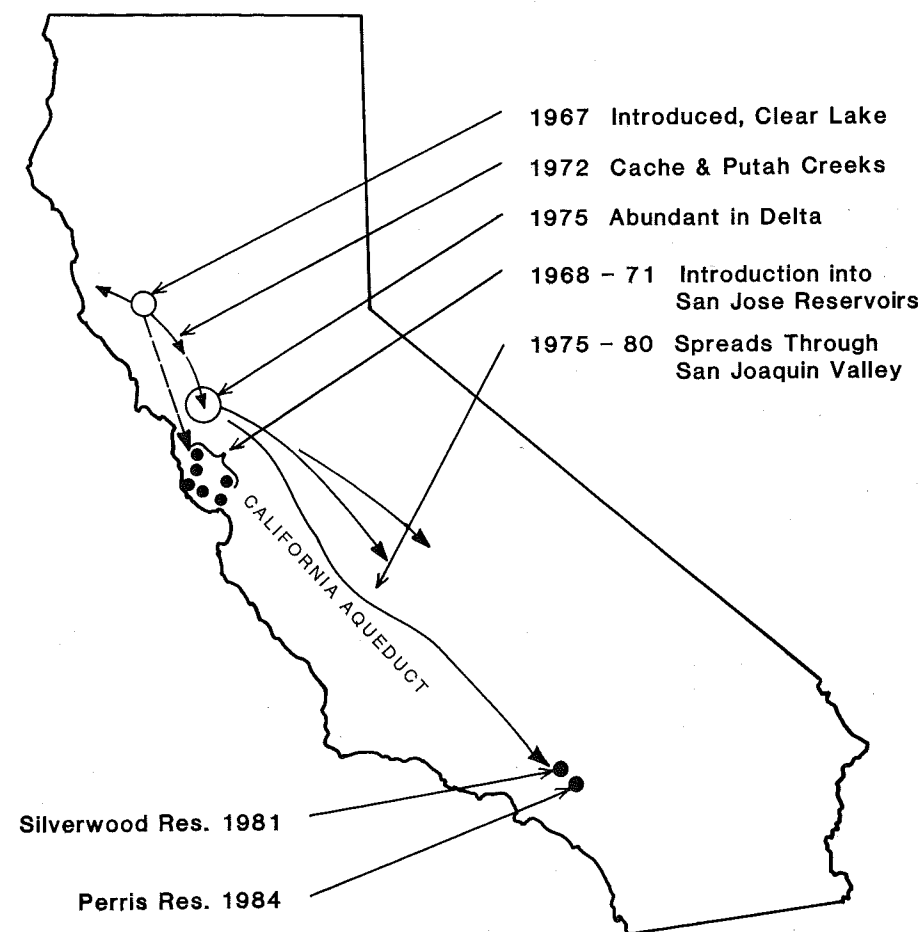 1967 Introduced, Clear Lake
1972 Cache & Putah Creeks
1975 Abundant in Delta
1968 – 71 Introduction into
San Jose Reservoirs
1975 – 80 Spreads Through
San Joaquin Valley
CALIFORNIA AQUEDUCT
Silverwood Res. 1981
Perris Res. 1984